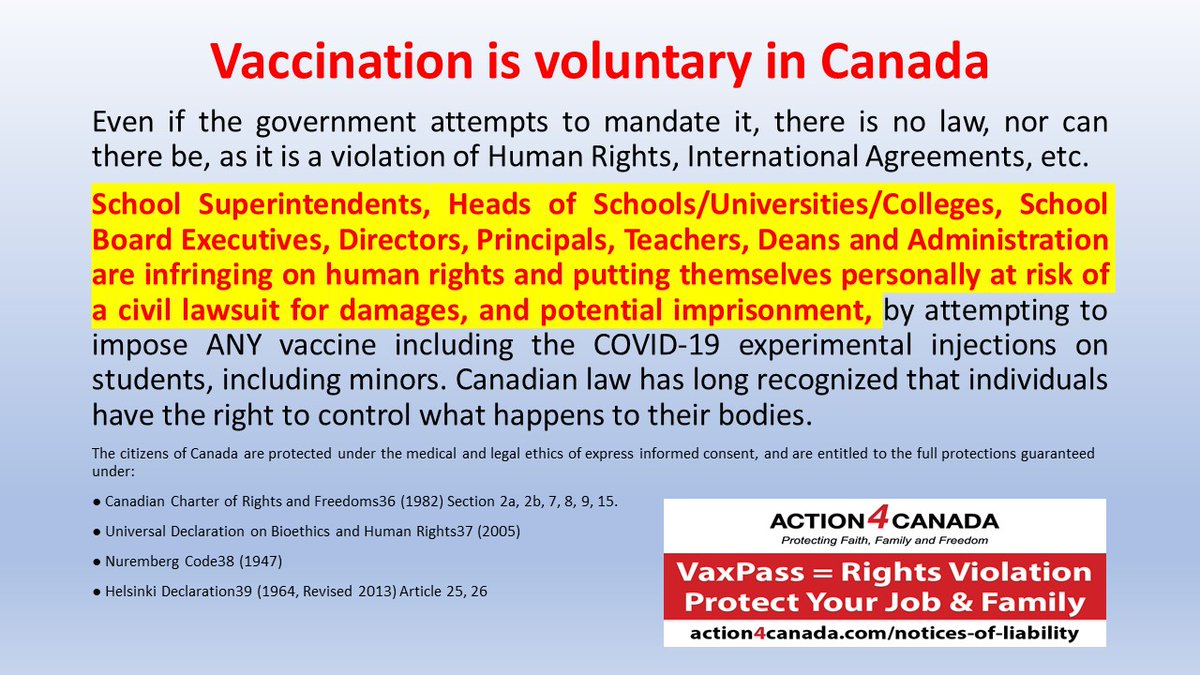 Vaccination is voluntary in Canada
Even if the government attempts to mandate it, there is no law, nor can
there be, as it is a violation of Human Rights, International Agreements, etc.
School Superintendents, Heads of Schools/Universities/Colleges, School
Board Executives, Directors, Principals, Teachers, Deans and Administration
are infringing on human rights and putting themselves personally at risk of
a civil lawsuit for damages, and potential imprisonment, by attempting to
impose ANY vaccine including the COVID-19 experimental injections on
students, including minors. Canadian law has long recognized that individuals
have the right to control what happens to their bodies.
The citizens of Canada are protected under the medical and legal ethics of express informed consent, and are entitled to the full protections guaranteed
under:
● Canadian Charter of Rights and Freedoms36 (1982) Section 2a, 2b, 7, 8, 9, 15.
● Universal Declaration on Bioethics and Human Rights37 (2005)
● Nuremberg Code38 (1947)
● Helsinki Declaration39 (1964, Revised 2013) Article 25, 26
ACTION4CANADA
Protecting Faith, Family and Freedom
VaxPass = Rights Violation
Protect Your Job & Family
action4canada.com/notices-of-liability